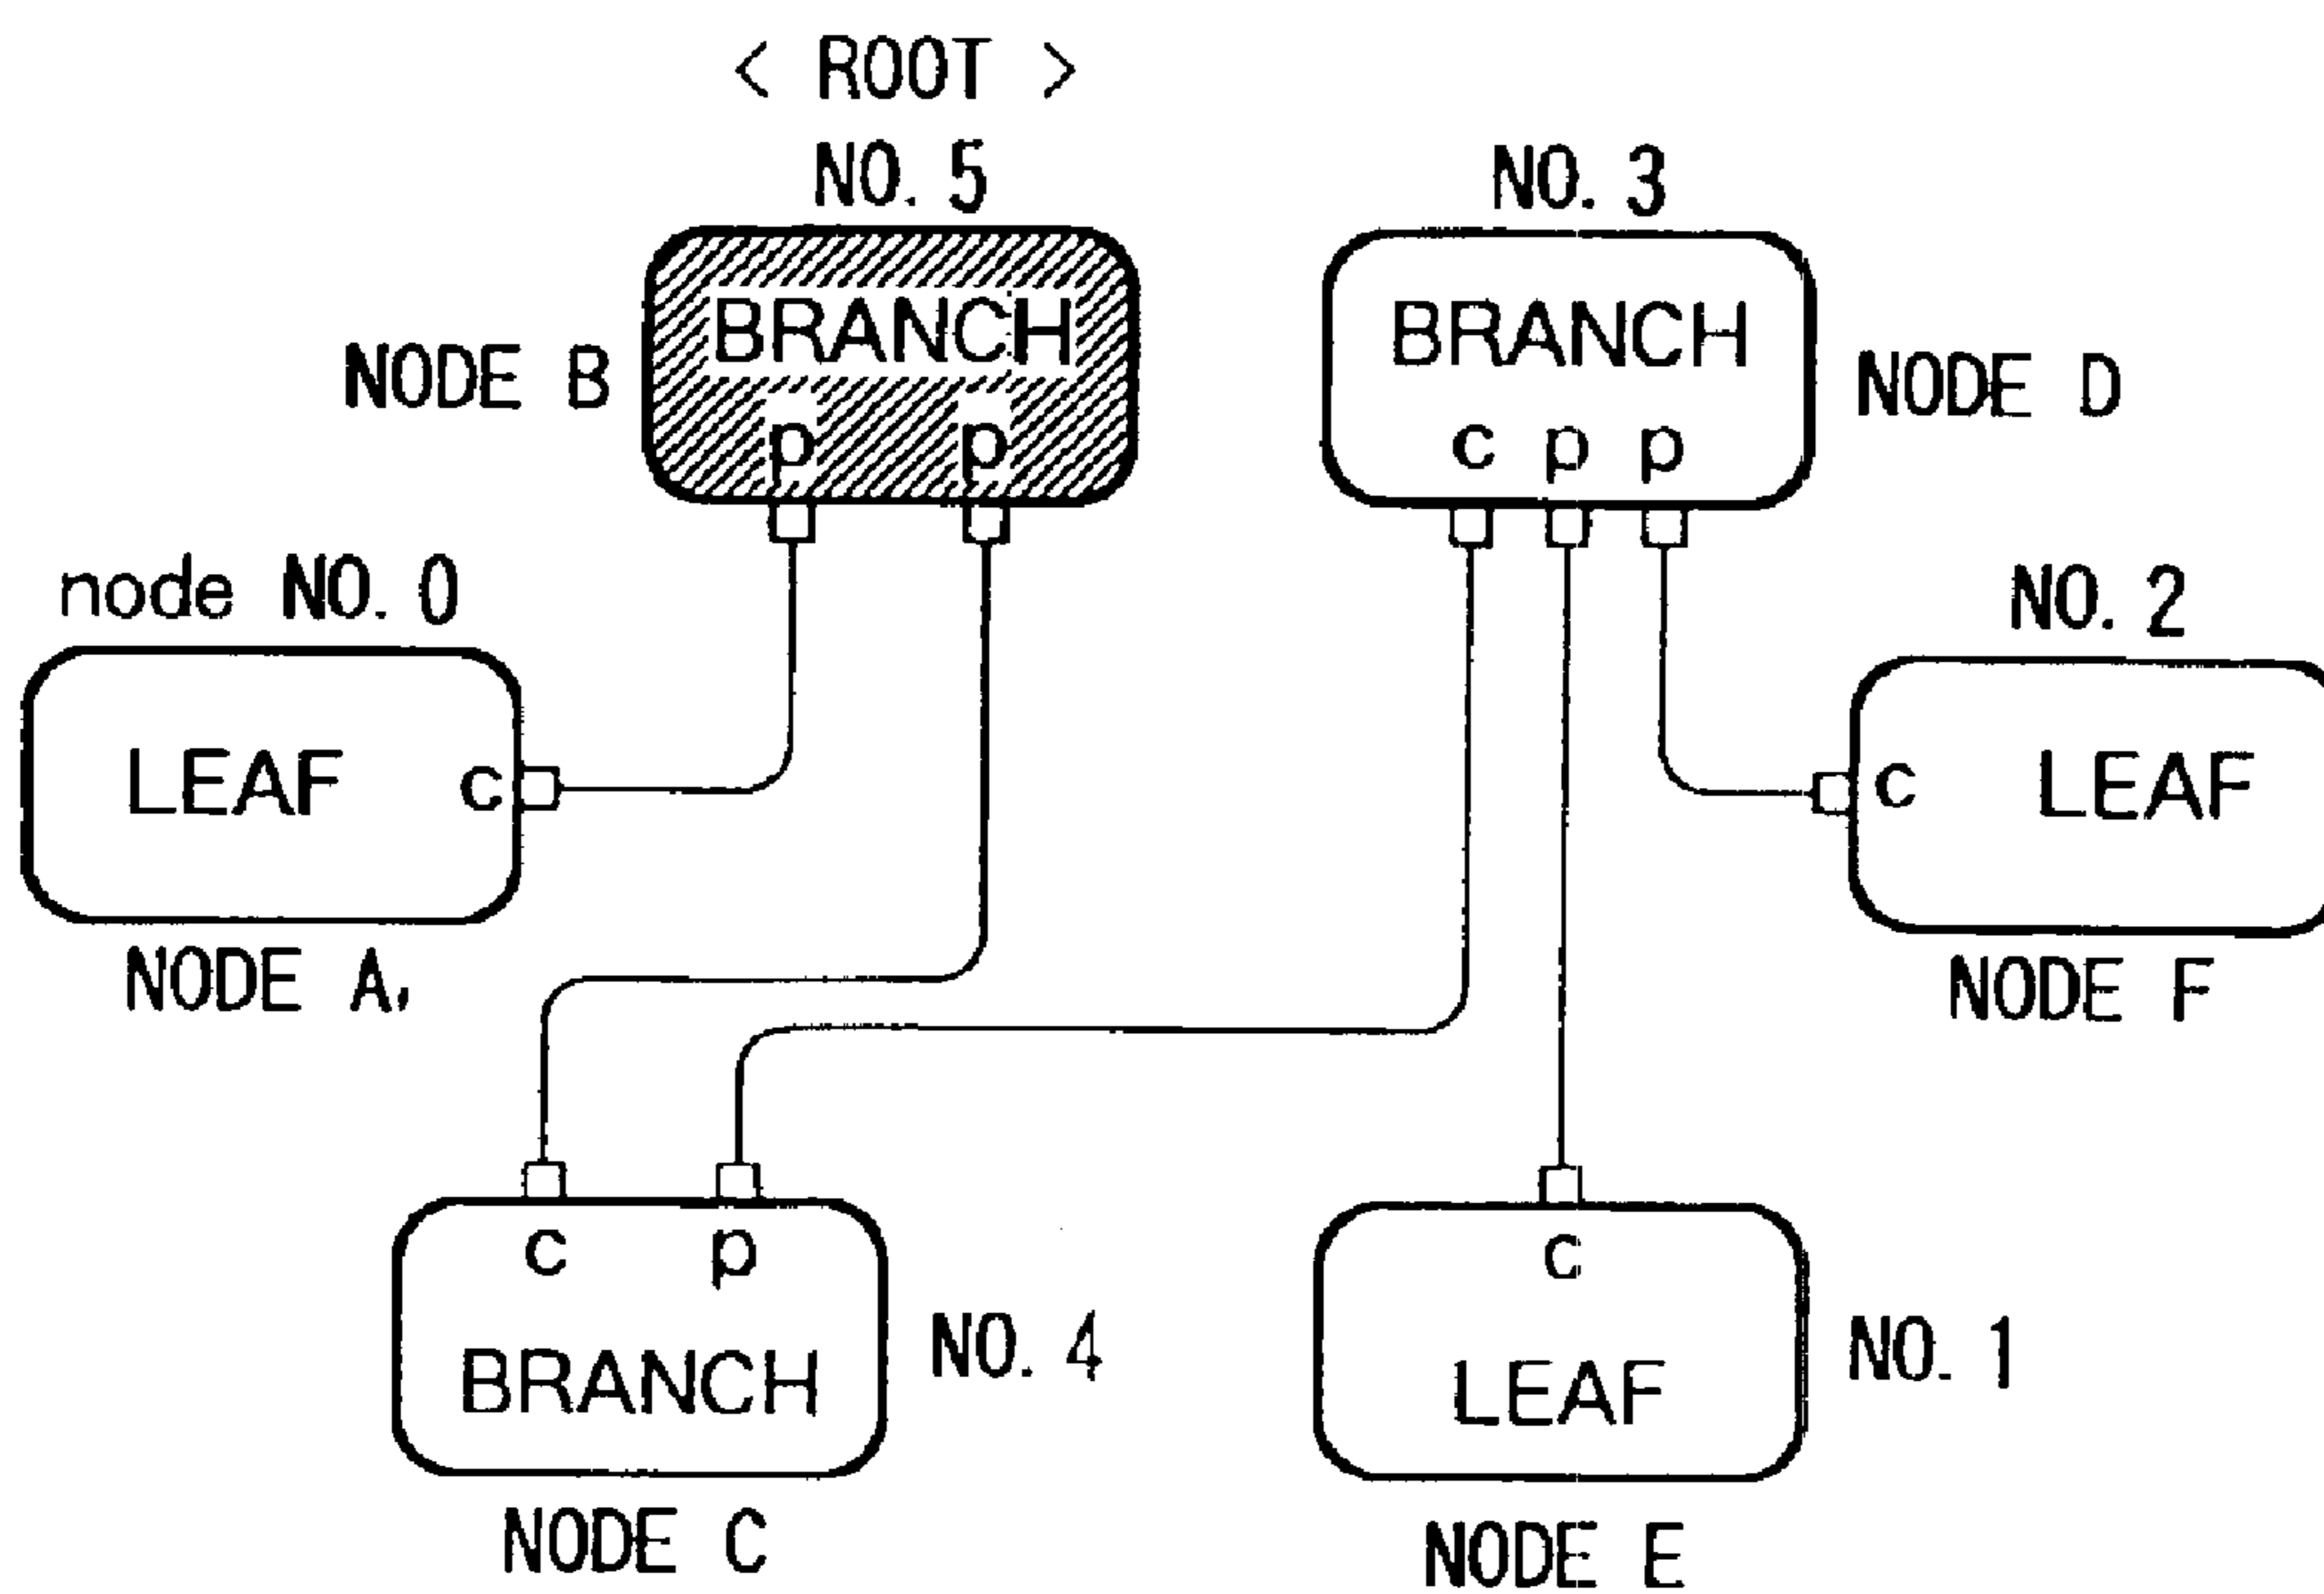 < ROOT >
NO. 5
NO. 3
BRANCH
BRANCH
NODE B
NODE D
p p
c p p
node NO. 0
NO. 2
LEAF c
c LEAF
NODE A,
NODE F
c p
c
NO. 4
NO. 1
BRANCH
LEAF
NODE C
NODE E